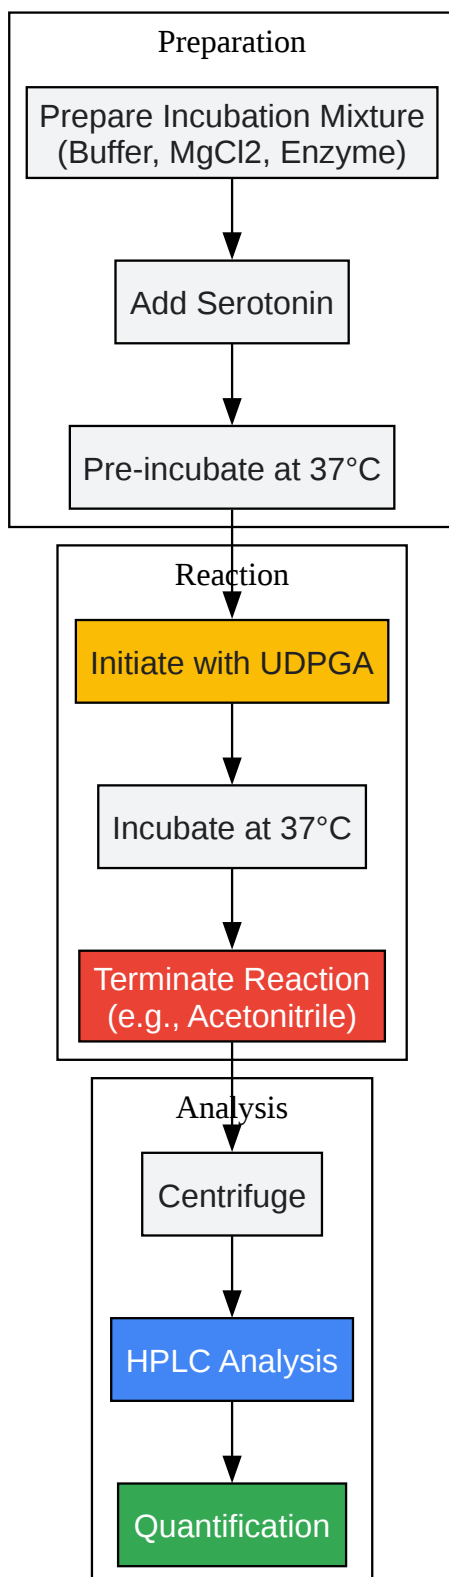 Preparation
Prepare Incubation Mixture
(Buffer, MgCl2, Enzyme)
Add Serotonin
Pre-incubate at 37°C
Reaction
Initiate with UDPGA
Incubate at 37°C
Terminate Reaction
(e.g., Acetonitrile)
Analysis
Centrifuge
HPLC Analysis
Quantification